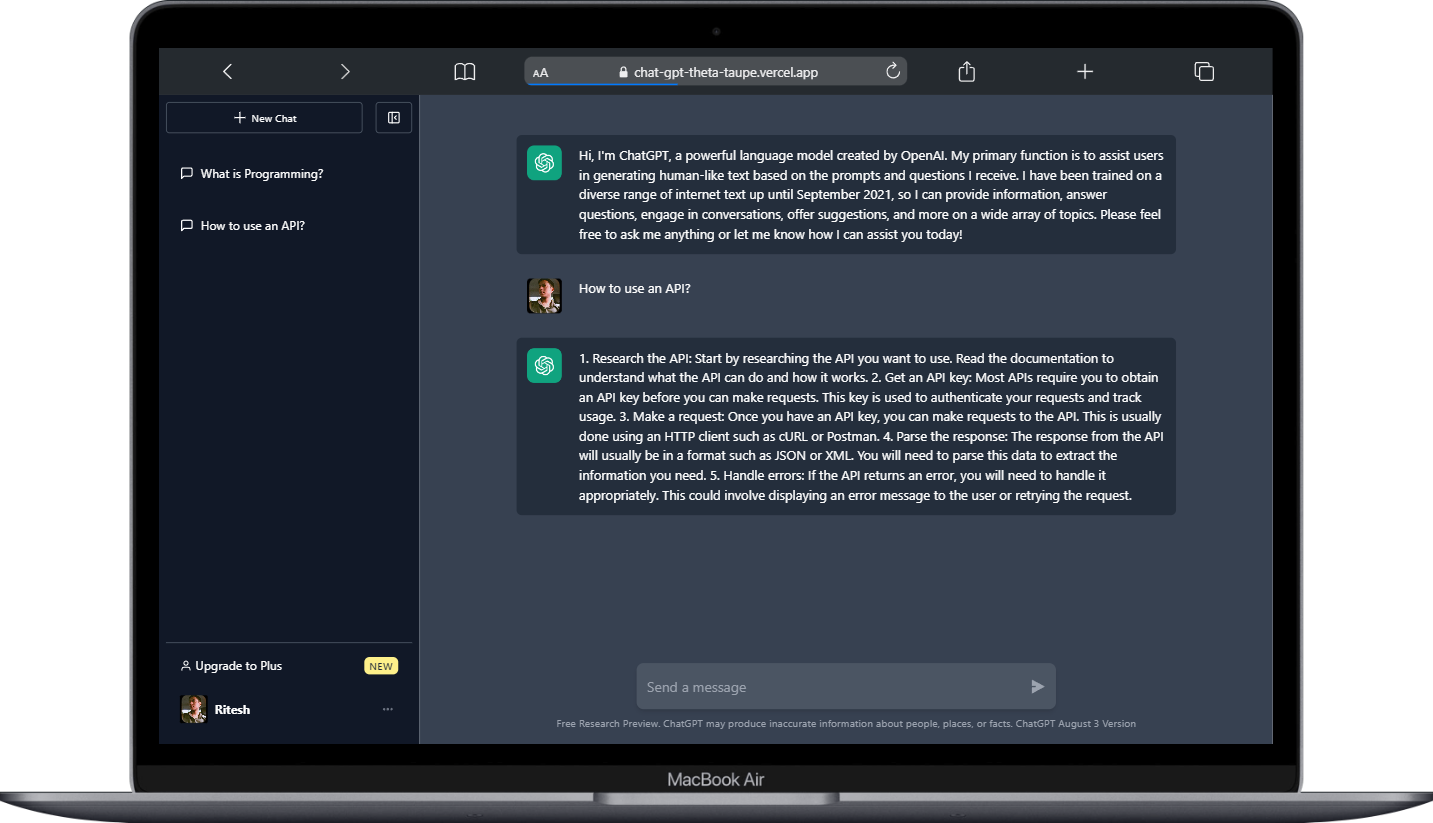 AA
chat-gpt-theta-taupe.vercel.app
New Chat
What is Programming?
How to use an API?
Upgrade to Plus
NEW
Ritesh
Hi, I'm ChatGPT, a powerful language model created by OpenAI. My primary function is to assist users
in generating human-like text based on the prompts and questions I receive. I have been trained on a
diverse range of internet text up until September 2021, so I can provide information, answer
questions, engage in conversations, offer suggestions, and more on a wide array of topics. Please feel
free to ask me anything or let me know how I can assist you today!
How to use an API?
1. Research the API: Start by researching the API you want to use. Read the documentation to
understand what the API can do and how it works. 2. Get an API key: Most APIs require you to obtain
an API key before you can make requests. This key is used to authenticate your requests and track
usage. 3. Make a request: Once you have an API key, you can make requests to the API. This is usually
done using an HTTP client such as cURL or Postman. 4. Parse the response: The response from the API
will usually be in a format such as JSON or XML. You will need to parse this data to extract the
information you need. 5. Handle errors: If the API returns an error, you will need to handle it
appropriately. This could involve displaying an error message to the user or retrying the request.
Send a message
Free Research Preview. ChatGPT may produce inaccurate information about people, places, or facts. ChatGPT August 3 Version
MacBook Air